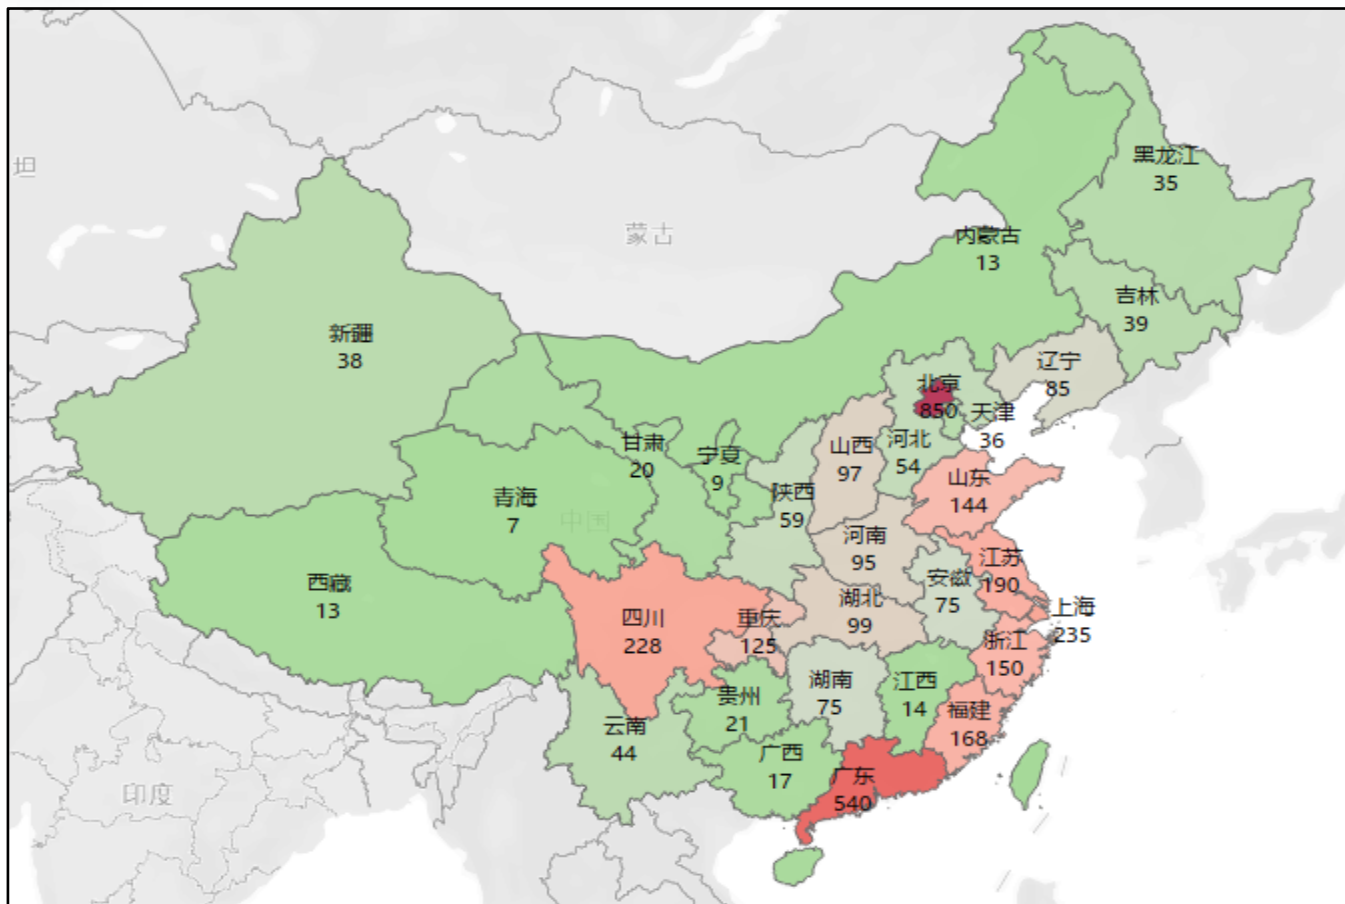 黑龙江
35
坦
蒙古
内蒙古
13
吉林
39
新疆
38
辽宁
85
北京
850
天津
36
甘肃
20
宁夏
9
山西
97
河北
54
山东
144
青海
7
中国
陕西
59
河南
95
江苏
190
安徽
75
西藏
13
四川
228
重庆
125
湖北
99
上海
235
浙江
150
湖南
75
江西
14
贵州
21
福建
168
云南
44
广西
17
广东
540
印度